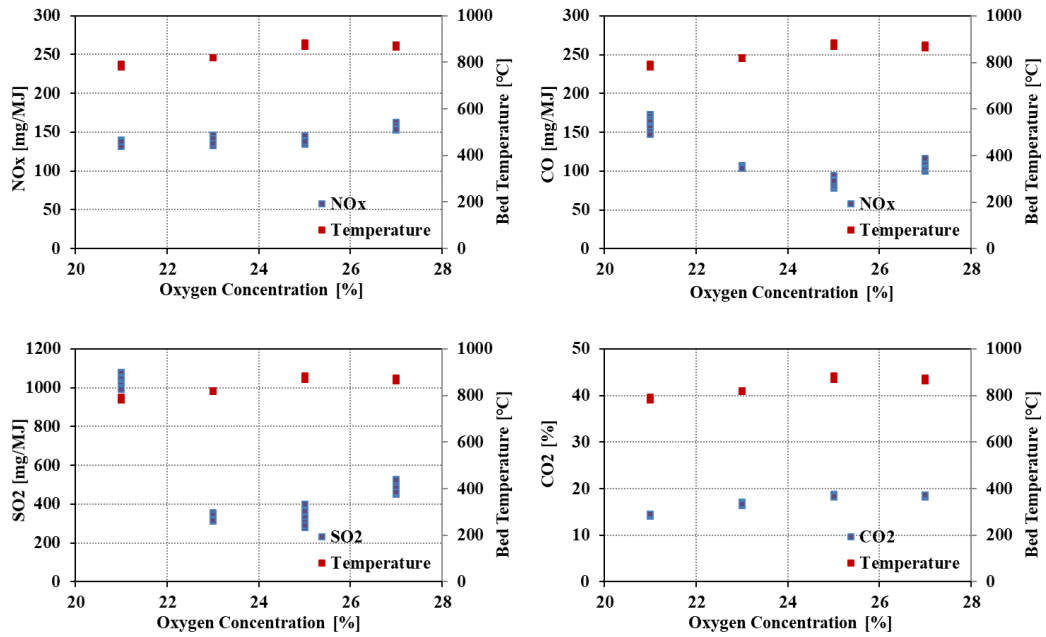 NOx [mg/MJ]
300
250
200
150
100
50
0
1000
800
600
400
200
0
Bed Temperature [℃]
NOx
Temperature
20 22 24 26 28
Oxygen Concentration [%]
CO [mg/MJ]
300
250
200
150
100
50
0
1000
800
600
400
200
0
Bed Temperature [℃]
NOx
Temperature
20 22 24 26 28
Oxygen Concentration [%]
SO2 [mg/MJ]
1200
1000
800
600
400
200
0
1000
800
600
400
200
0
Bed Temperature [℃]
SO2
Temperature
20 22 24 26 28
Oxygen Concentration [%]
CO2 [%]
50
40
30
20
10
0
1000
800
600
400
200
0
Bed Temperature [℃]
CO2
Temperature
20 22 24 26 28
Oxygen Concentration [%]